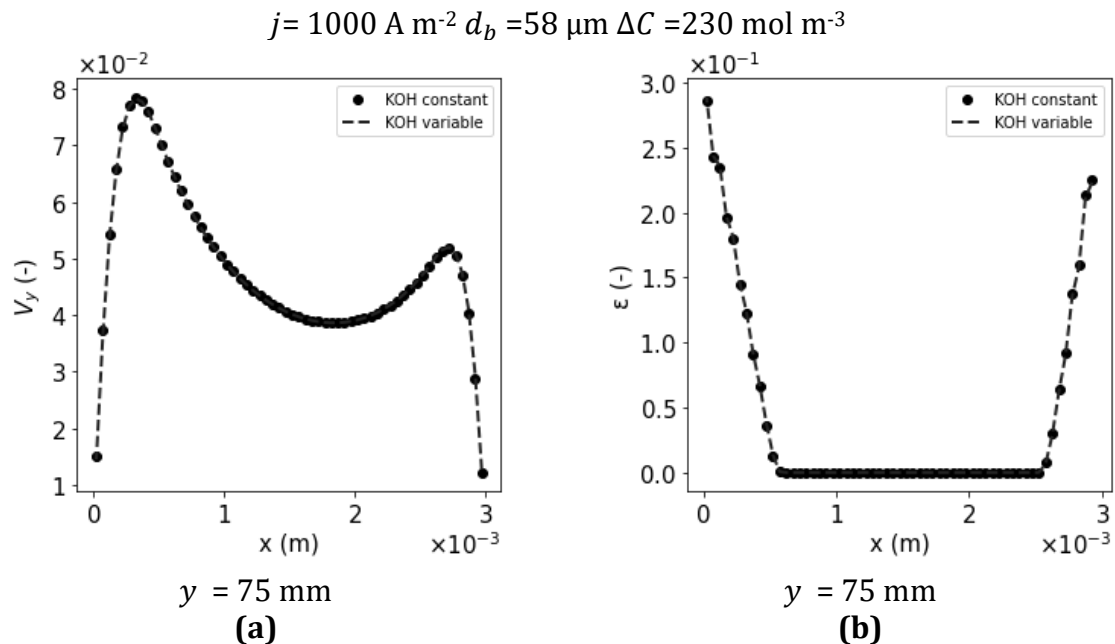 j= 1000 A m⁻² d_b =58 μm ΔC =230 mol m⁻³
×10⁻²
8
7
6
5
4
3
2
1
V_y (-)
KOH constant
KOH variable
0 1 2 3
x (m) ×10⁻³
y = 75 mm
(a)
×10⁻¹
3.0
2.5
2.0
1.5
1.0
0.5
0.0
ε (-)
KOH constant
KOH variable
0 1 2 3
x (m) ×10⁻³
y = 75 mm
(b)